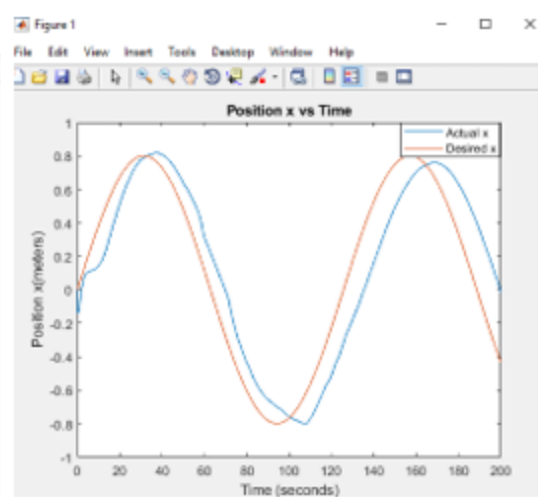 Figure 1
File Edit View Insert Tools Desktop Window Help
Position x vs Time
1
0.8
0.6
0.4
0.2
0
-0.2
-0.4
-0.6
-0.8
-1
Position x(meters)
Actual x
Desired x
0 20 40 60 80 100 120 140 160 180 200
Time (seconds)